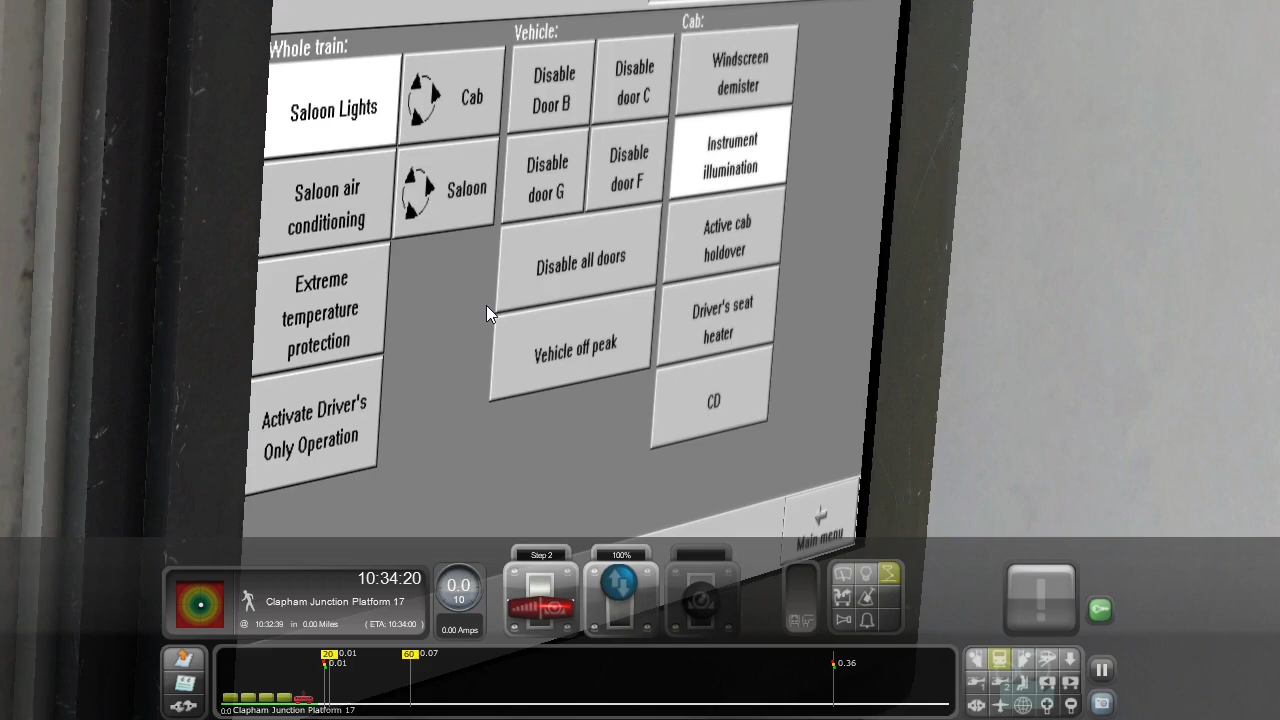 Whole train:
Vehicle:
Cab:
Saloon Lights
Cab
Disable
Door B
Disable
door C
Windscreen
demister
Saloon air
conditioning
Saloon
Disable
door G
Disable
door F
Instrument
illumination
Extreme
temperature
protection
Disable all doors
Active cab
holdover
Activate Driver's
Only Operation
Vehicle off peak
Driver's seat
heater
CD
Main menu
Step 2
100%
10:34:20
Clapham Junction Platform 17
@ 10:32:39 in 0.00 Miles ( ETA: 10:34:00 )
0.0
10
0.00 Amps
20 0.01
0.01
60 0.07
0.36
0.0 Clapham Junction Platform 17
1
2